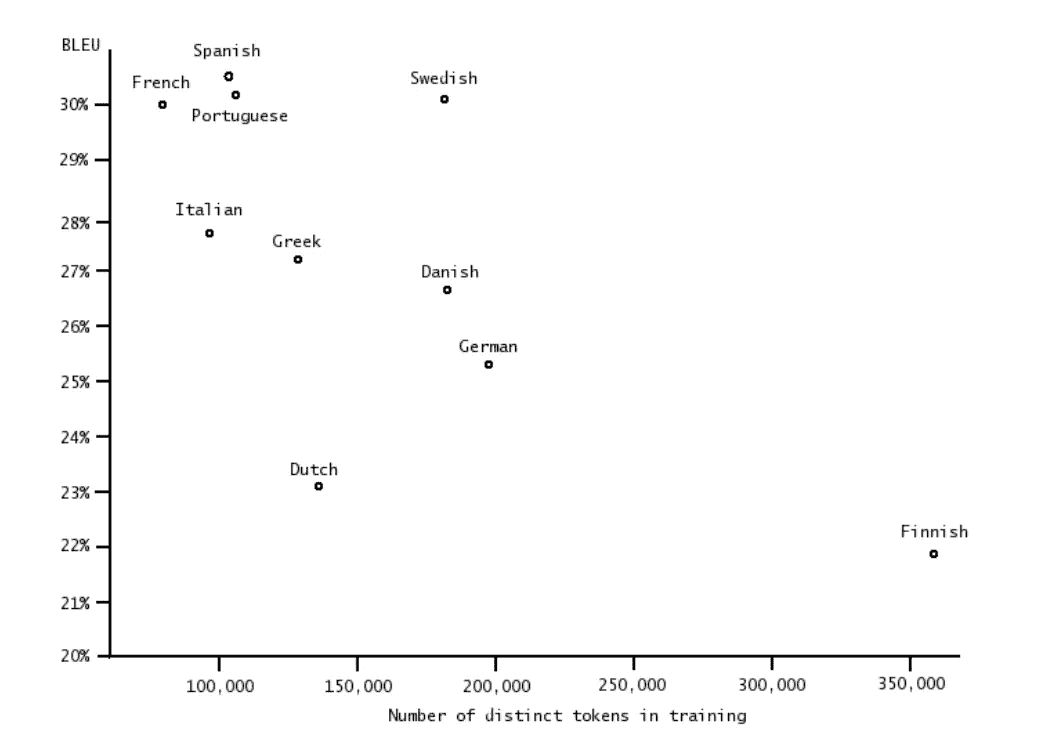 BLEU
Spanish
Swedish
French
30%
Portuguese
29%
Italian
28%
Greek
27%
Danish
26%
German
25%
24%
Dutch
23%
Finnish
22%
21%
20%
100,000 150,000 200,000 250,000 300,000 350,000
Number of distinct tokens in training